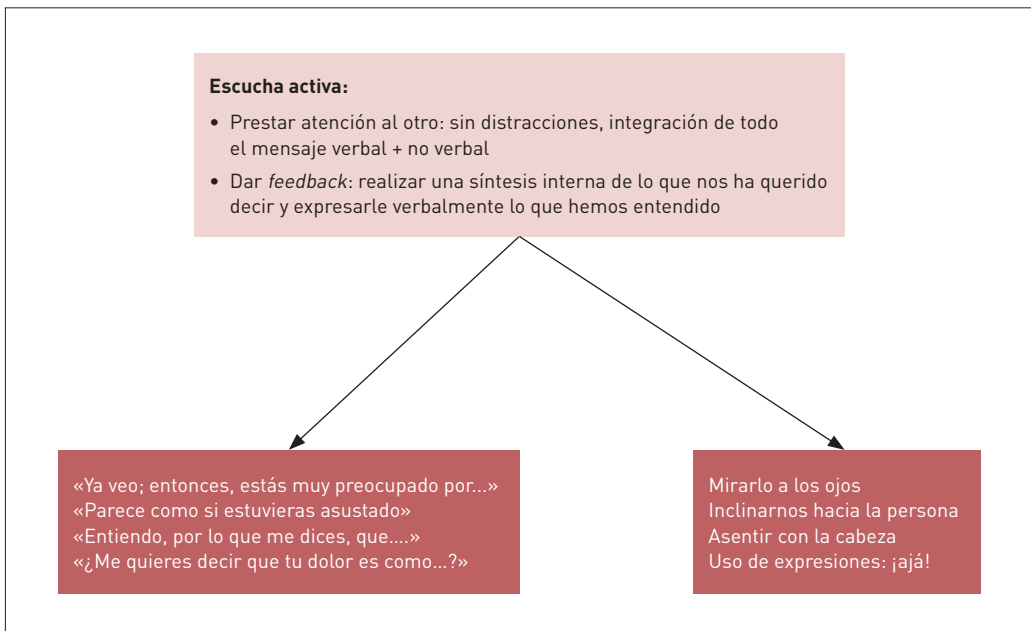 Escucha activa:
• Prestar atención al otro: sin distracciones, integración de todo
el mensaje verbal + no verbal
• Dar feedback: realizar una síntesis interna de lo que nos ha querido
decir y expresarle verbalmente lo que hemos entendido
«Ya veo; entonces, estás muy preocupado por...»
«Parece como si estuvieras asustado»
«Entiendo, por lo que me dices, que....»
«¿Me quieres decir que tu dolor es como...?»
Mirarlo a los ojos
Inclinarnos hacia la persona
Asentir con la cabeza
Uso de expresiones: ¡ajá!